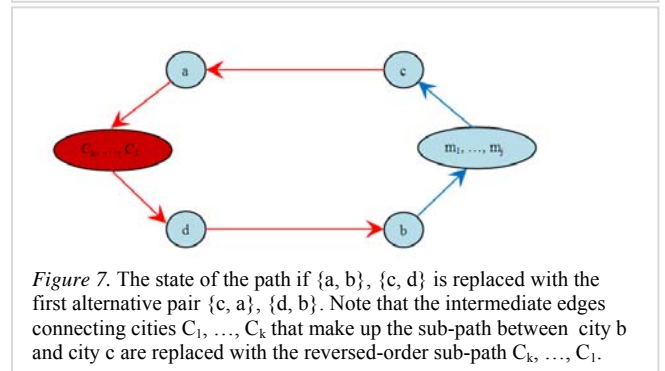 a
c
Cₖ, …, C₁
m₁, …, mⱼ
d
b
Figure 7. The state of the path if {a, b}, {c, d} is replaced with the
first alternative pair {c, a}, {d, b}. Note that the intermediate edges
connecting cities C₁, …, Cₖ that make up the sub-path between city b
and city c are replaced with the reversed-order sub-path Cₖ, …, C₁.